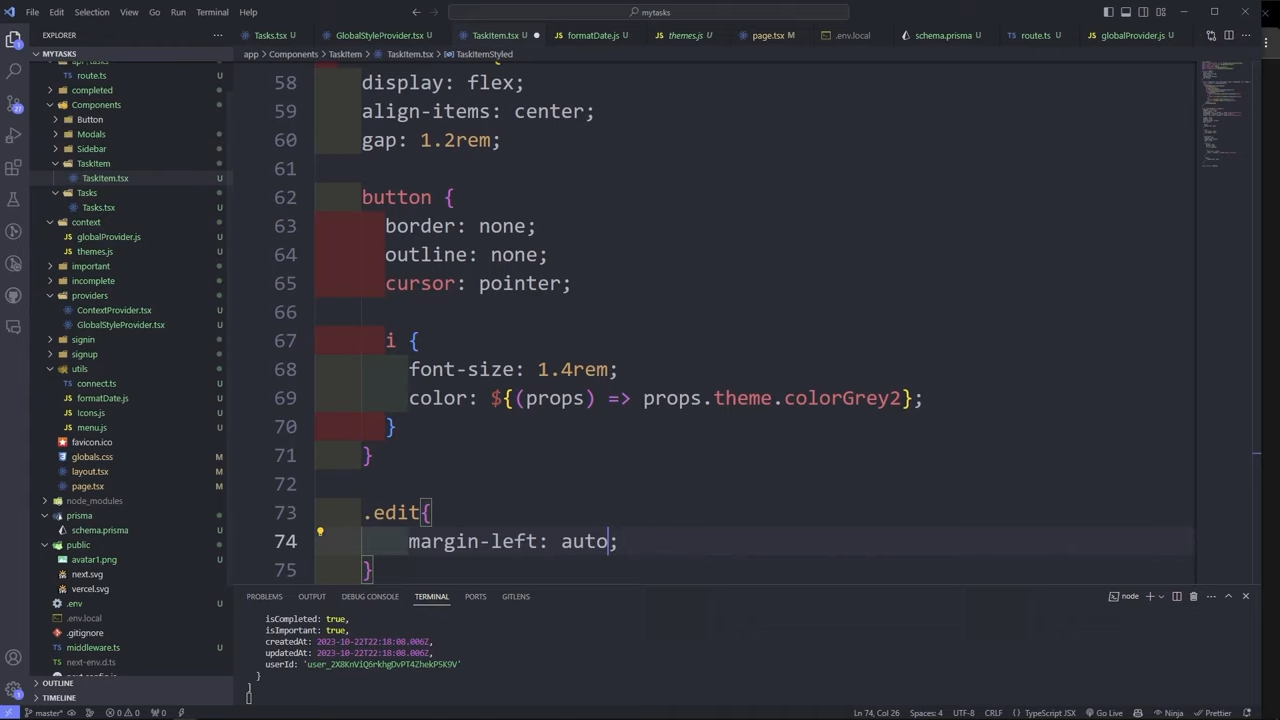 File Edit Selection View Go Run Terminal Help
mytasks
EXPLORER
Tasks.tsx U
GlobalStyleProvider.tsx U
TaskItem.tsx U
formatDate.js U
themes.js U
page.tsx M
.env.local
schema.prisma U
route.ts U
globalProvider.js U
MYTASKS
app > Components > TaskItem > TaskItem.tsx > TaskItemStyled
route.ts U
completed
Components
Button
Modals
Sidebar
TaskItem
TaskItem.tsx U
Tasks
Tasks.tsx U
context
globalProvider.js U
themes.js U
important
incomplete
providers
ContextProvider.tsx U
GlobalStyleProvider.tsx U
signin
signup
utils
connect.ts U
formatDate.js U
Icons.js U
menu.js U
favicon.ico
globals.css M
layout.tsx M
page.tsx M
node_modules
prisma
schema.prisma U
public
avatar1.png U
next.svg
vercel.svg
.env U
.env.local
.gitignore
middleware.ts U
next-env.d.ts
OUTLINE
TIMELINE
58 display: flex;
59 align-items: center;
60 gap: 1.2rem;
61
62 button {
63 border: none;
64 outline: none;
65 cursor: pointer;
66
67 i {
68 font-size: 1.4rem;
69 color: ${(props) => props.theme.colorGrey2};
70 }
71 }
72
73 .edit{
74 margin-left: auto;
75 }
PROBLEMS OUTPUT DEBUG CONSOLE TERMINAL PORTS GITLENS
node
isCompleted: true,
isImportant: true,
createdAt: 2023-10-22T22:18:08.006Z,
updatedAt: 2023-10-22T22:18:08.006Z,
userId: 'user_2X8KnViQ6rkhgDvPT4ZhekP5K9V'
}
]
master* 0 0 0 Ln 74, Col 26 Spaces: 4 UTF-8 CRLF TypeScript JSX Go Live Ninja Prettier